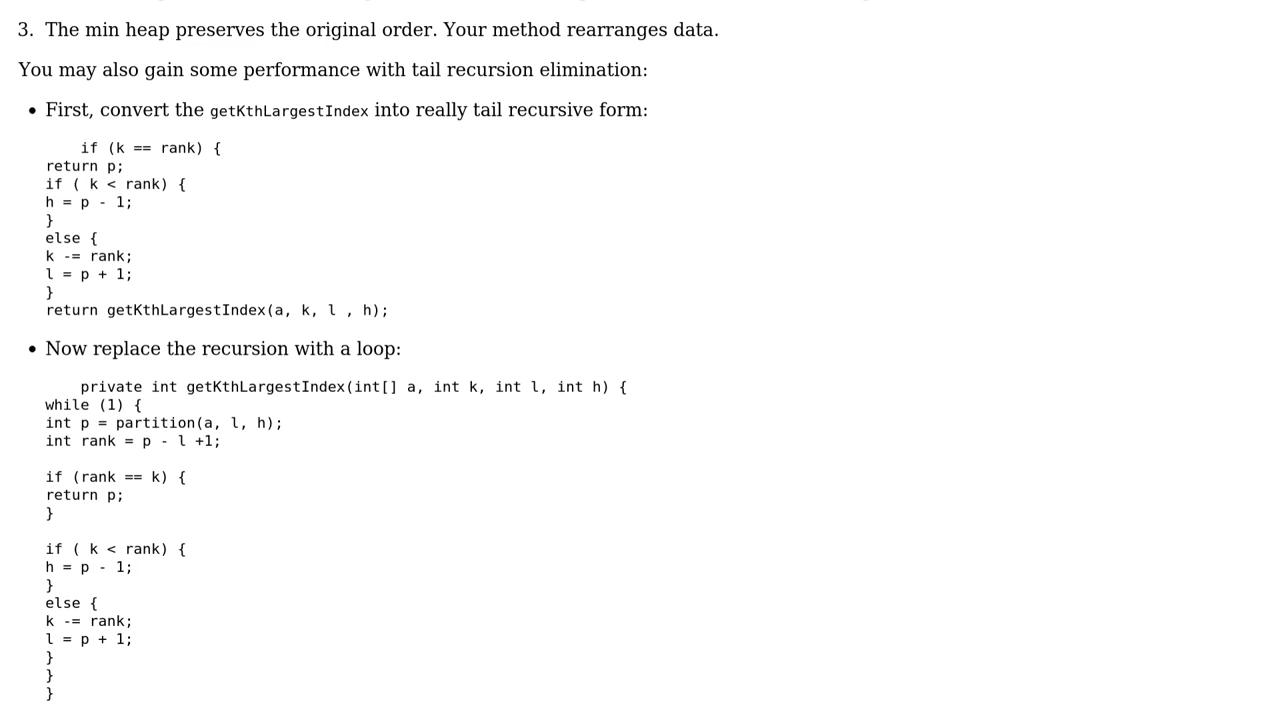 3. The min heap preserves the original order. Your method rearranges data.
You may also gain some performance with tail recursion elimination:
• First, convert the getKthLargestIndex into really tail recursive form:
if (k == rank) {
return p;
if ( k < rank) {
h = p - 1;
}
else {
k -= rank;
l = p + 1;
}
return getKthLargestIndex(a, k, l , h);
• Now replace the recursion with a loop:
private int getKthLargestIndex(int[] a, int k, int l, int h) {
while (1) {
int p = partition(a, l, h);
int rank = p - l +1;
if (rank == k) {
return p;
}
if ( k < rank) {
h = p - 1;
}
else {
k -= rank;
l = p + 1;
}
}
}